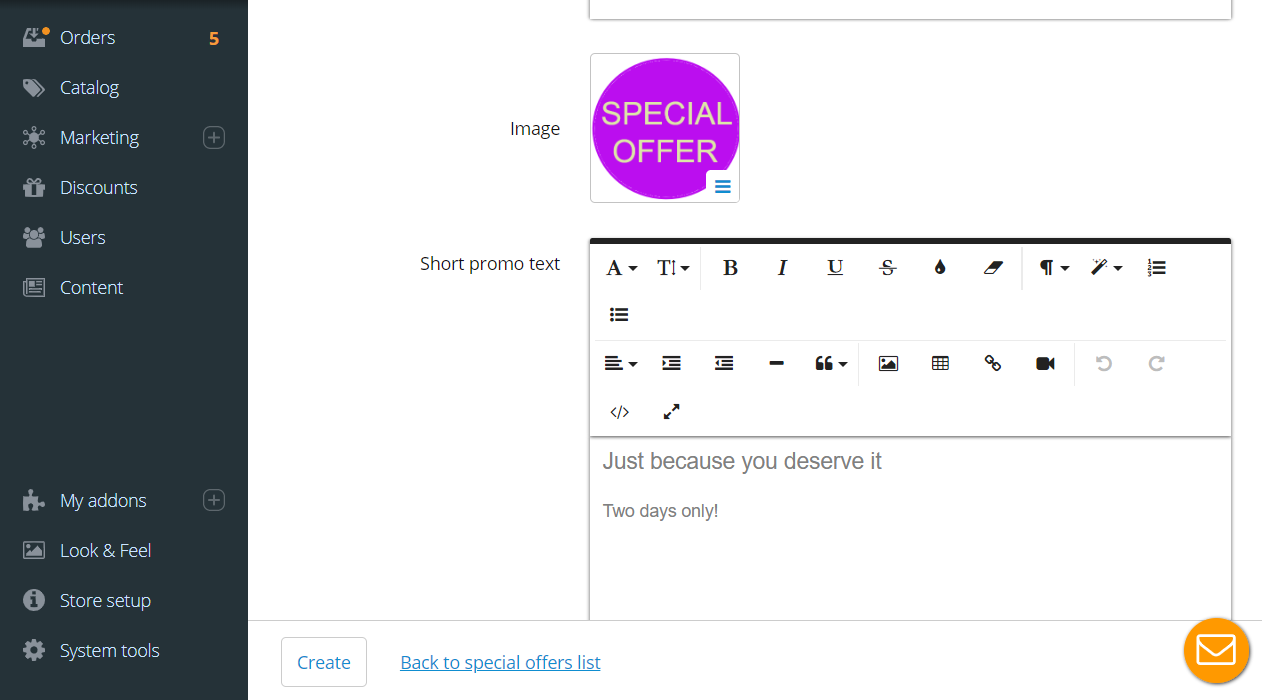 Orders 5
Catalog
Marketing
Discounts
Users
Content
My addons
Look & Feel
Store setup
System tools
Image
SPECIAL
OFFER
Short promo text
Just because you deserve it
Two days only!
Create Back to special offers list